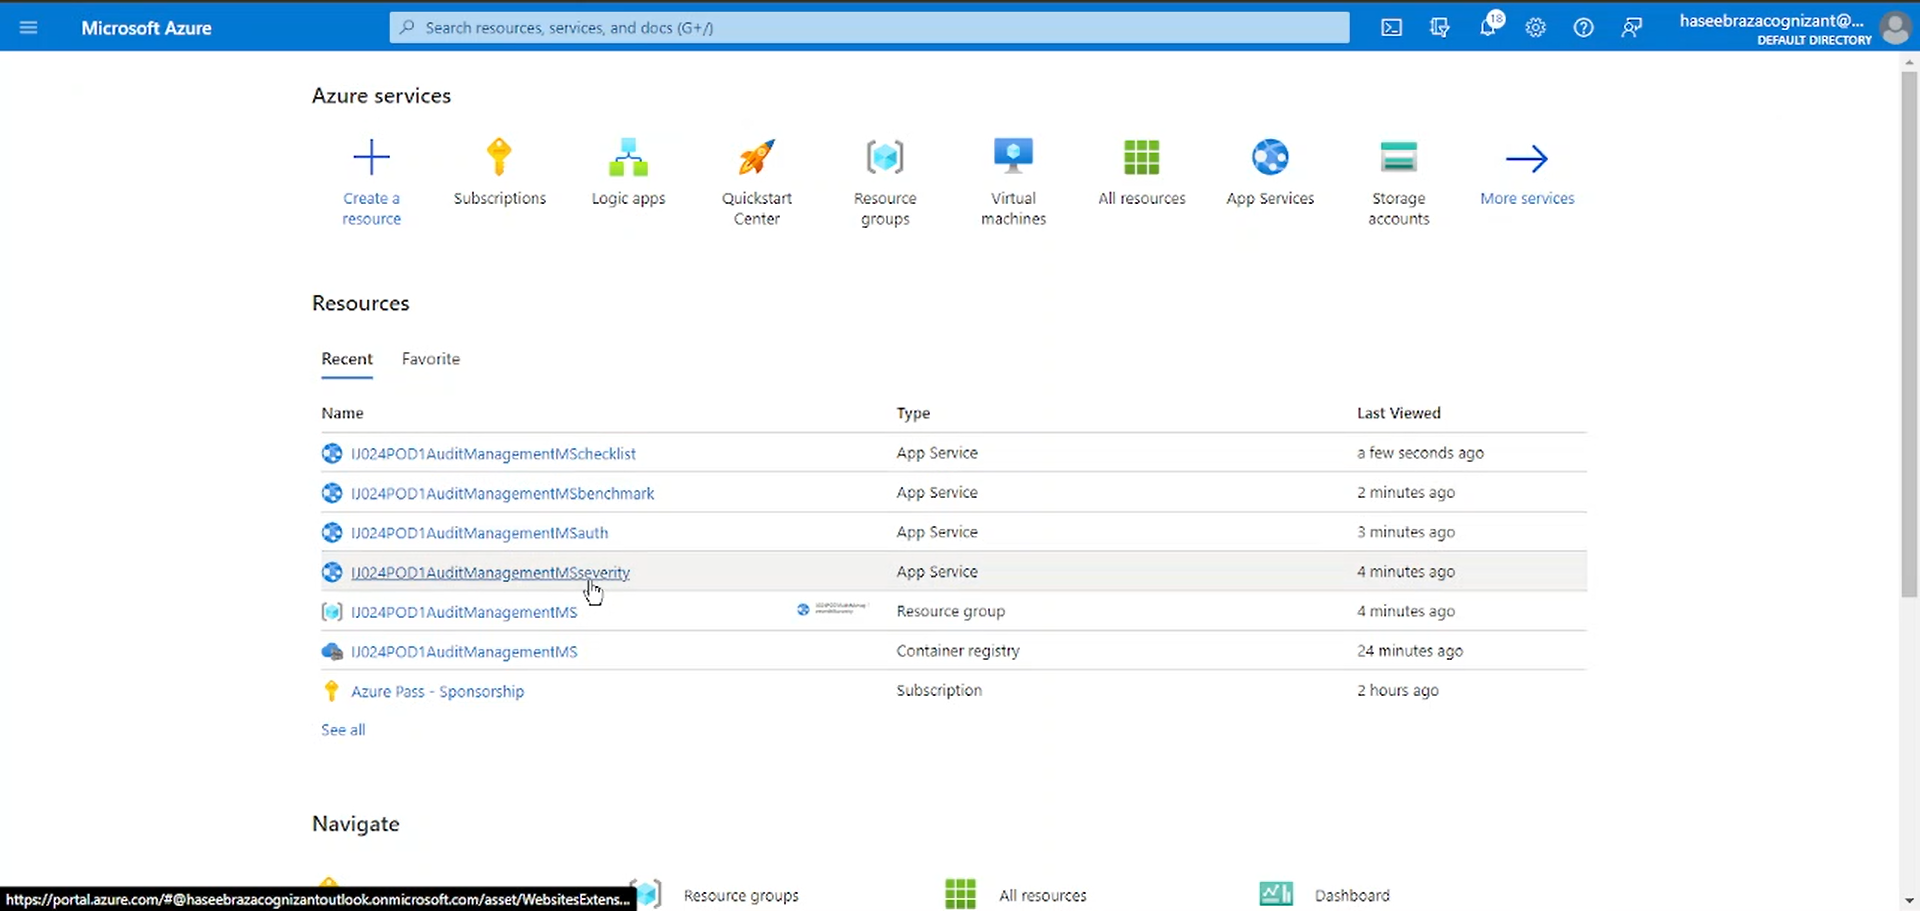 Microsoft Azure
Search resources, services, and docs (G+/)
18
haseebrazacognizant@...
DEFAULT DIRECTORY
Azure services
Create a resource
Subscriptions
Logic apps
Quickstart Center
Resource groups
Virtual machines
All resources
App Services
Storage accounts
More services
Resources
Recent Favorite
Name Type Last Viewed
IJ024POD1AuditManagementMSchecklist App Service a few seconds ago
IJ024POD1AuditManagementMSbenchmark App Service 2 minutes ago
IJ024POD1AuditManagementMSauth App Service 3 minutes ago
IJ024POD1AuditManagementMSseverity App Service 4 minutes ago
IJ024POD1AuditManagementMS Resource group 4 minutes ago
IJ024POD1AuditManagementMS Container registry 24 minutes ago
Azure Pass - Sponsorship Subscription 2 hours ago
See all
Navigate
Resource groups All resources Dashboard
https://portal.azure.com/#@haseebrazacognizantoutlook.onmicrosoft.com/asset/WebsitesExtens...